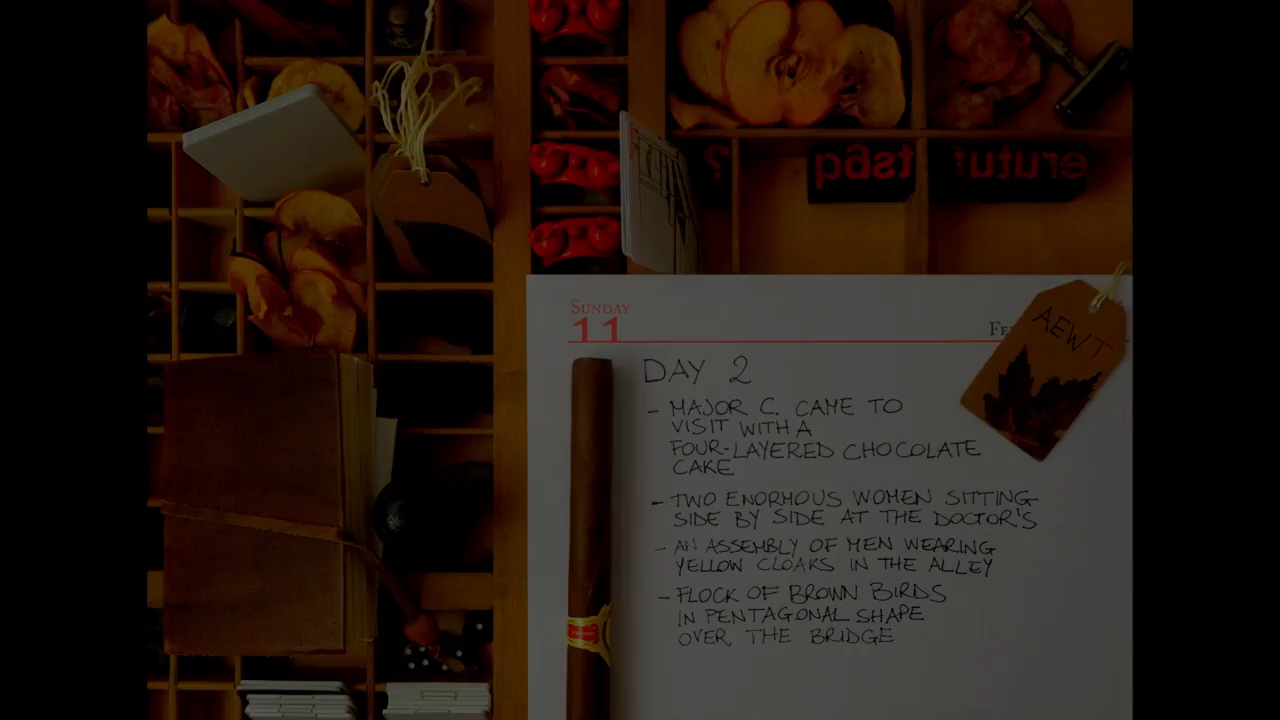 past
future
?
SUNDAY
11
AEWT
DAY 2
– MAJOR C. CAME TO
VISIT WITH A
FOUR-LAYERED CHOCOLATE
CAKE
– TWO ENORMOUS WOMEN SITTING
SIDE BY SIDE AT THE DOCTOR'S
– AN ASSEMBLY OF MEN WEARING
YELLOW CLOAKS IN THE ALLEY
– FLOCK OF BROWN BIRDS
IN PENTAGONAL SHAPE
OVER THE BRIDGE